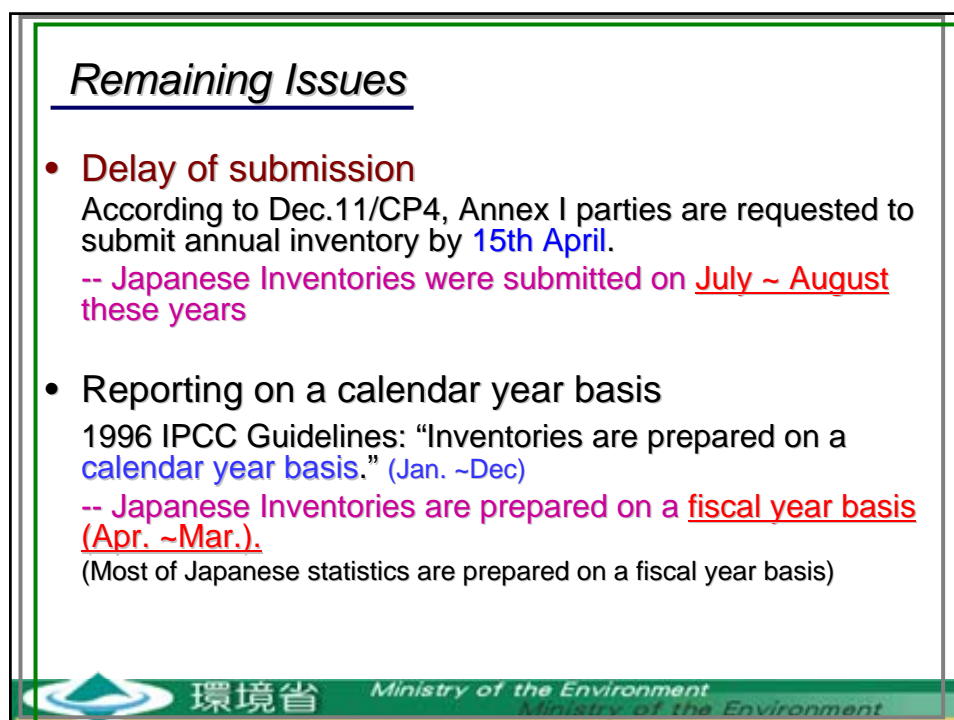 Remaining Issues
• Delay of submission
According to Dec.11/CP4, Annex I parties are requested to
submit annual inventory by 15th April.
-- Japanese Inventories were submitted on July ~ August
these years
• Reporting on a calendar year basis
1996 IPCC Guidelines: “Inventories are prepared on a
calendar year basis.” (Jan. ~Dec)
-- Japanese Inventories are prepared on a fiscal year basis
(Apr. ~Mar.).
(Most of Japanese statistics are prepared on a fiscal year basis)
環境省 Ministry of the Environment
Ministry of the Environment